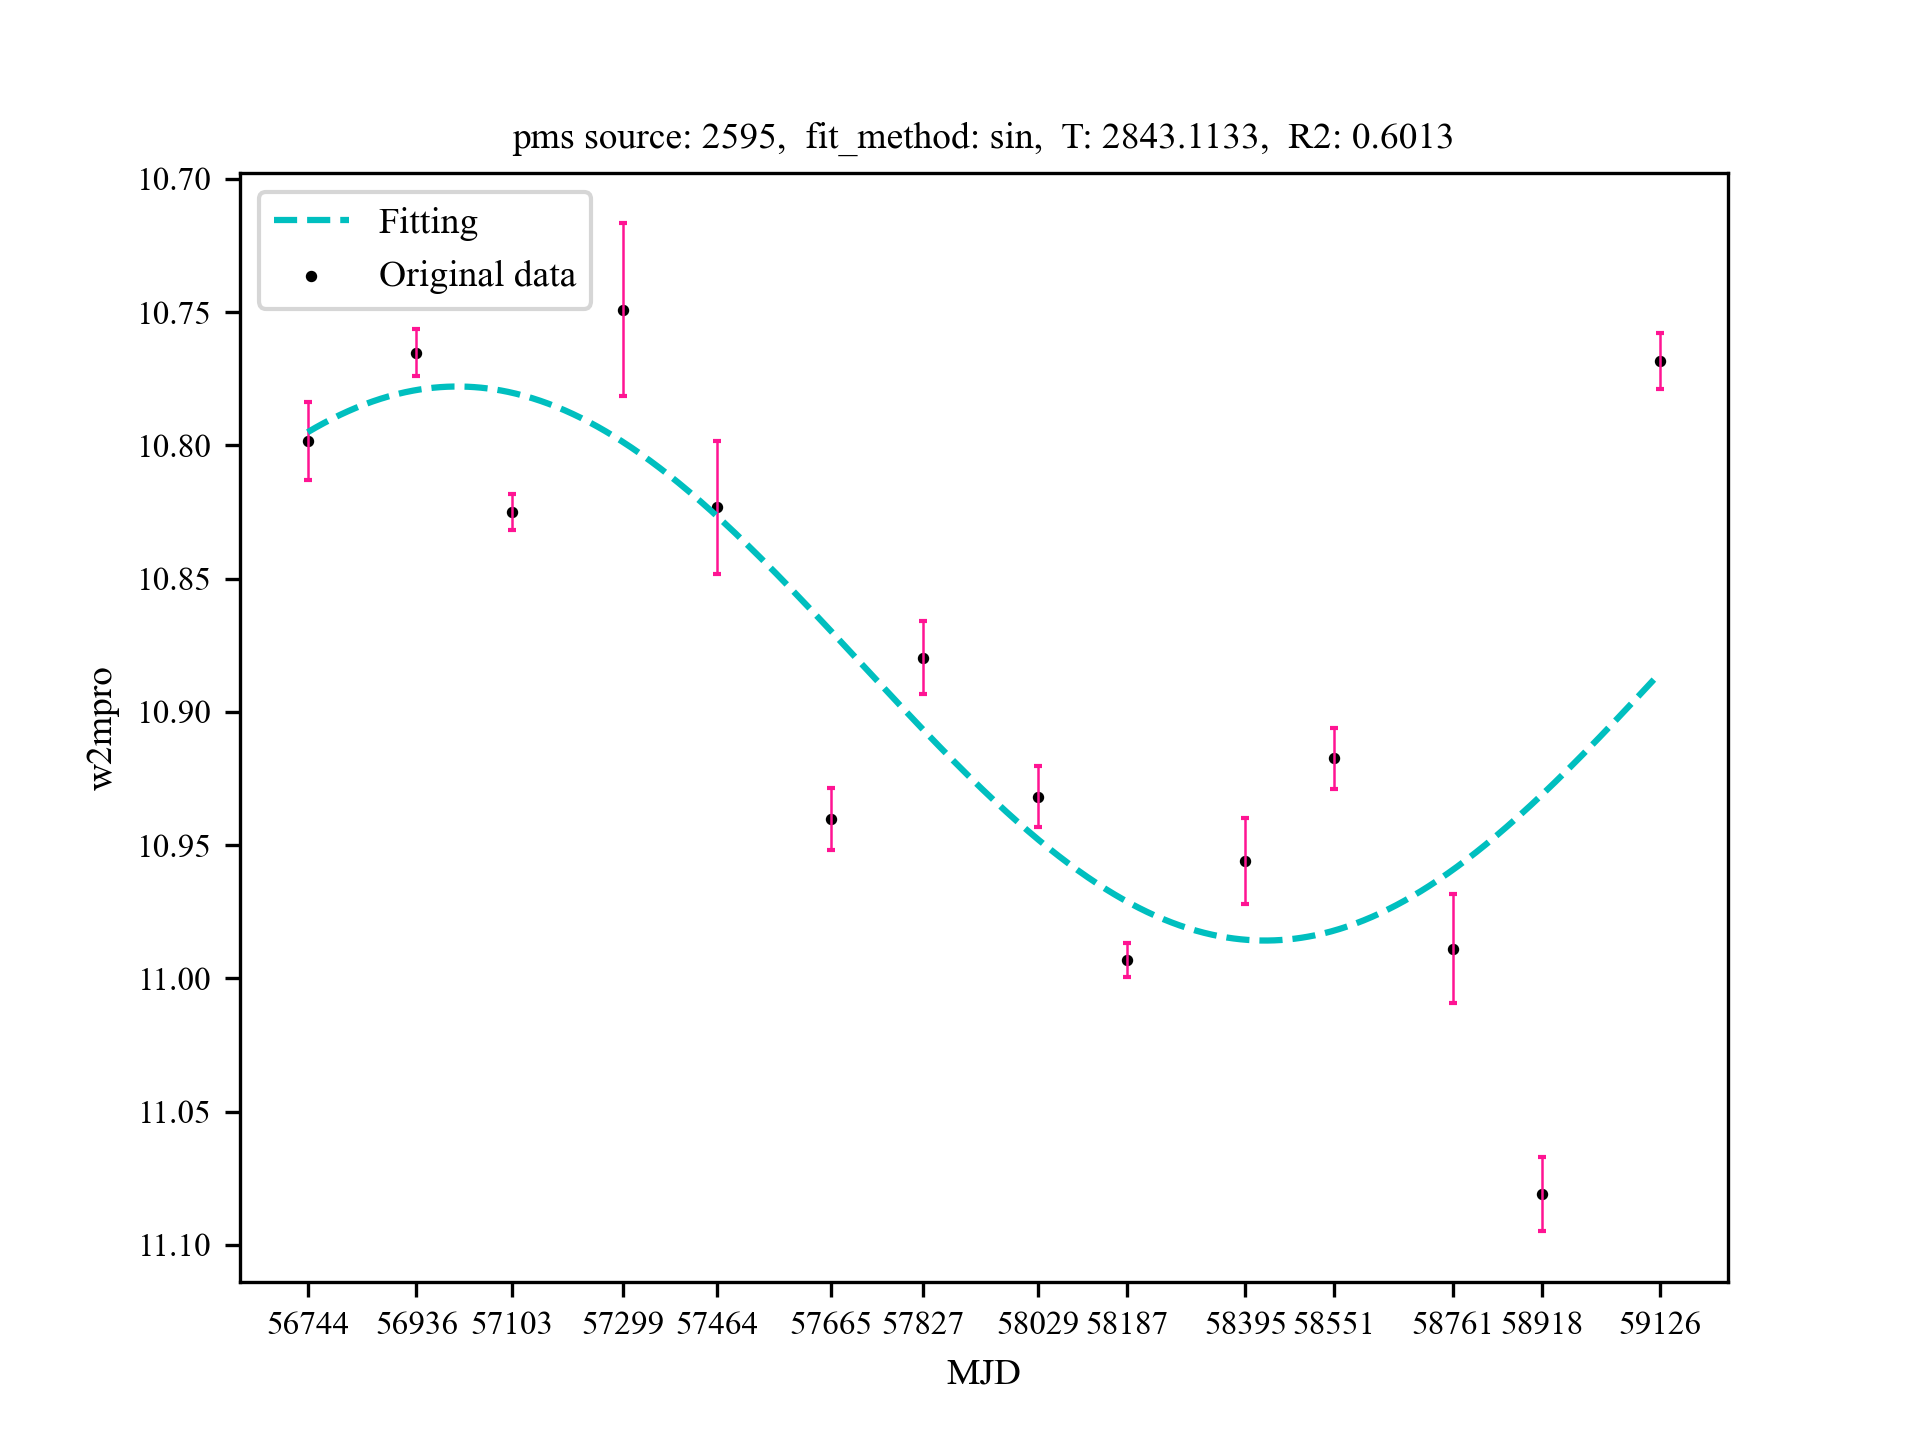 pms source: 2595, fit_method: sin, T: 2843.1133, R2: 0.6013
Fitting
Original data
10.70
10.75
10.80
10.85
10.90
10.95
11.00
11.05
11.10
w2mpro
56744 56936 57103 57299 57464 57665 57827 58029 58187 58395 58551 58761 58918 59126
MJD